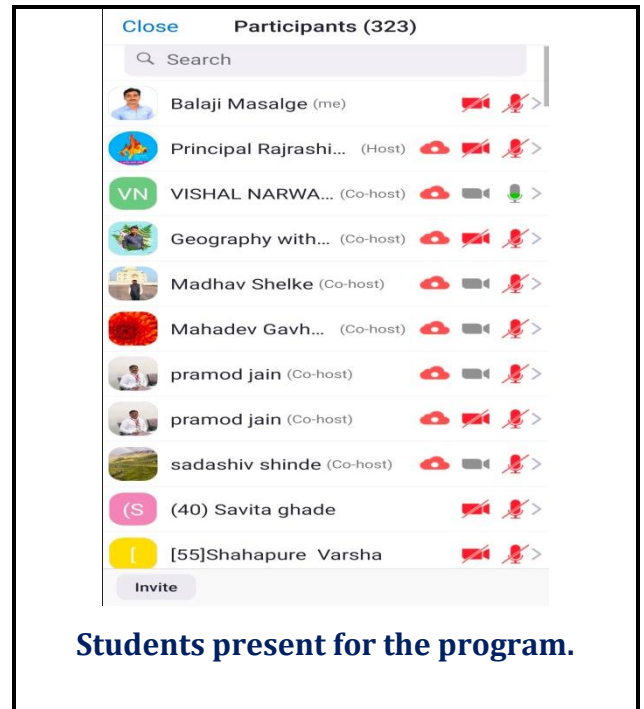 Close Participants (323)
Search
Balaji Masalge (me)
Principal Rajrashi... (Host)
VN VISHAL NARWA... (Co-host)
Geography with... (Co-host)
Madhav Shelke (Co-host)
Mahadev Gavh... (Co-host)
pramod jain (Co-host)
pramod jain (Co-host)
sadashiv shinde (Co-host)
(S (40) Savita ghade
[ [55]Shahapure Varsha
Invite
Students present for the program.